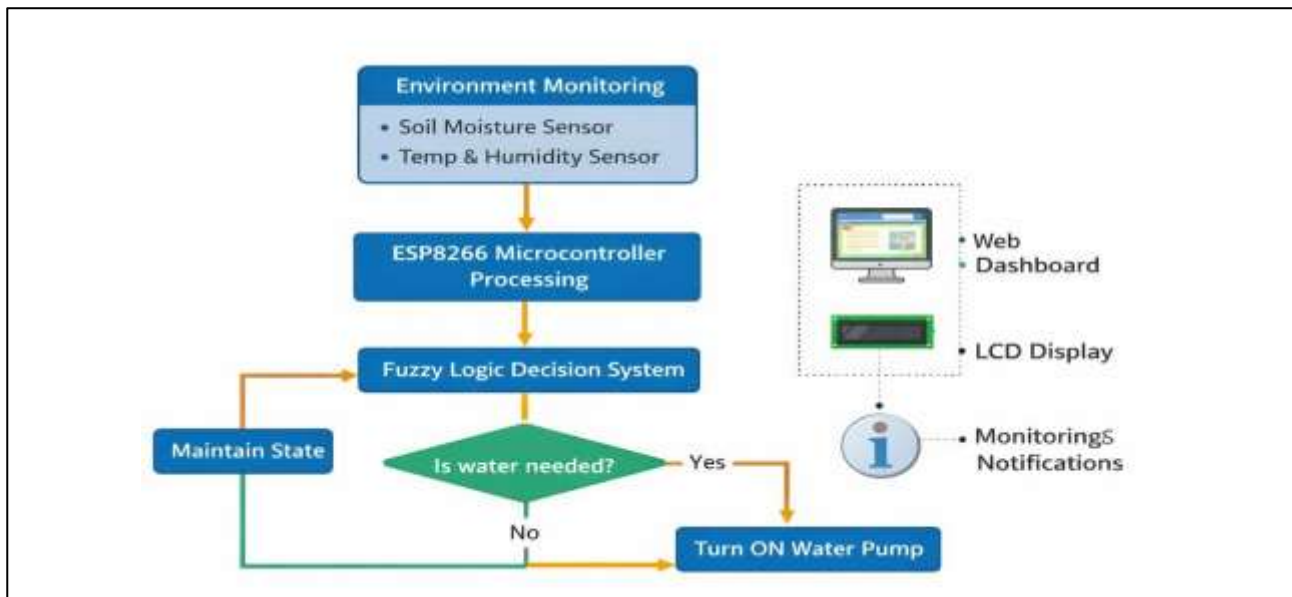 Environment Monitoring
• Soil Moisture Sensor
• Temp & Humidity Sensor
ESP8266 Microcontroller
Processing
Fuzzy Logic Decision System
Maintain State
Is water needed?
Yes
No
Turn ON Water Pump
• Web
• Dashboard
• LCD Display
• MonitoringS
Notifications